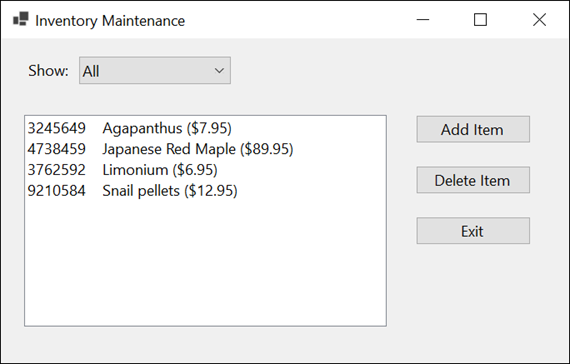 Inventory Maintenance
Show: All
3245649 Agapanthus ($7.95)
4738459 Japanese Red Maple ($89.95)
3762592 Limonium ($6.95)
9210584 Snail pellets ($12.95)
Add Item
Delete Item
Exit